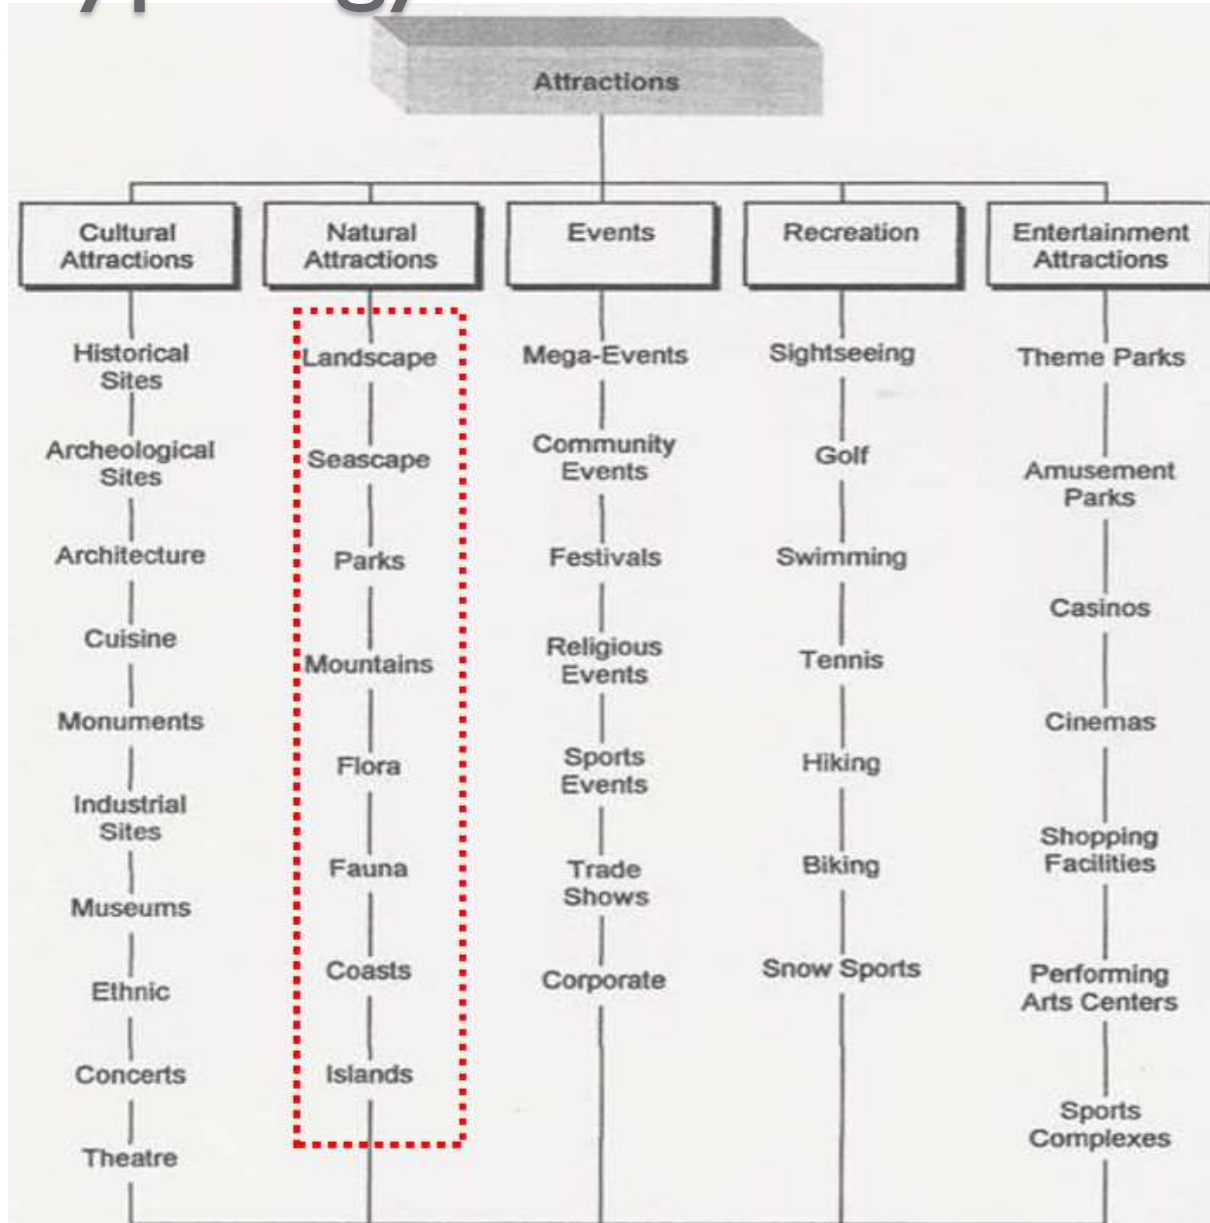 Attractions
Cultural
Attractions
Historical
Sites
Archeological
Sites
Architecture
Cuisine
Monuments
Industrial
Sites
Museums
Ethnic
Concerts
Theatre
Natural
Attractions
Landscape
Seascape
Parks
Mountains
Flora
Fauna
Coasts
Islands
Events
Mega-Events
Community
Events
Festivals
Religious
Events
Sports
Events
Trade
Shows
Corporate
Recreation
Sightseeing
Golf
Swimming
Tennis
Hiking
Biking
Snow Sports
Entertainment
Attractions
Theme Parks
Amusement
Parks
Casinos
Cinemas
Shopping
Facilities
Performing
Arts Centers
Sports
Complexes